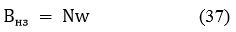 Bнз = Nw (37)